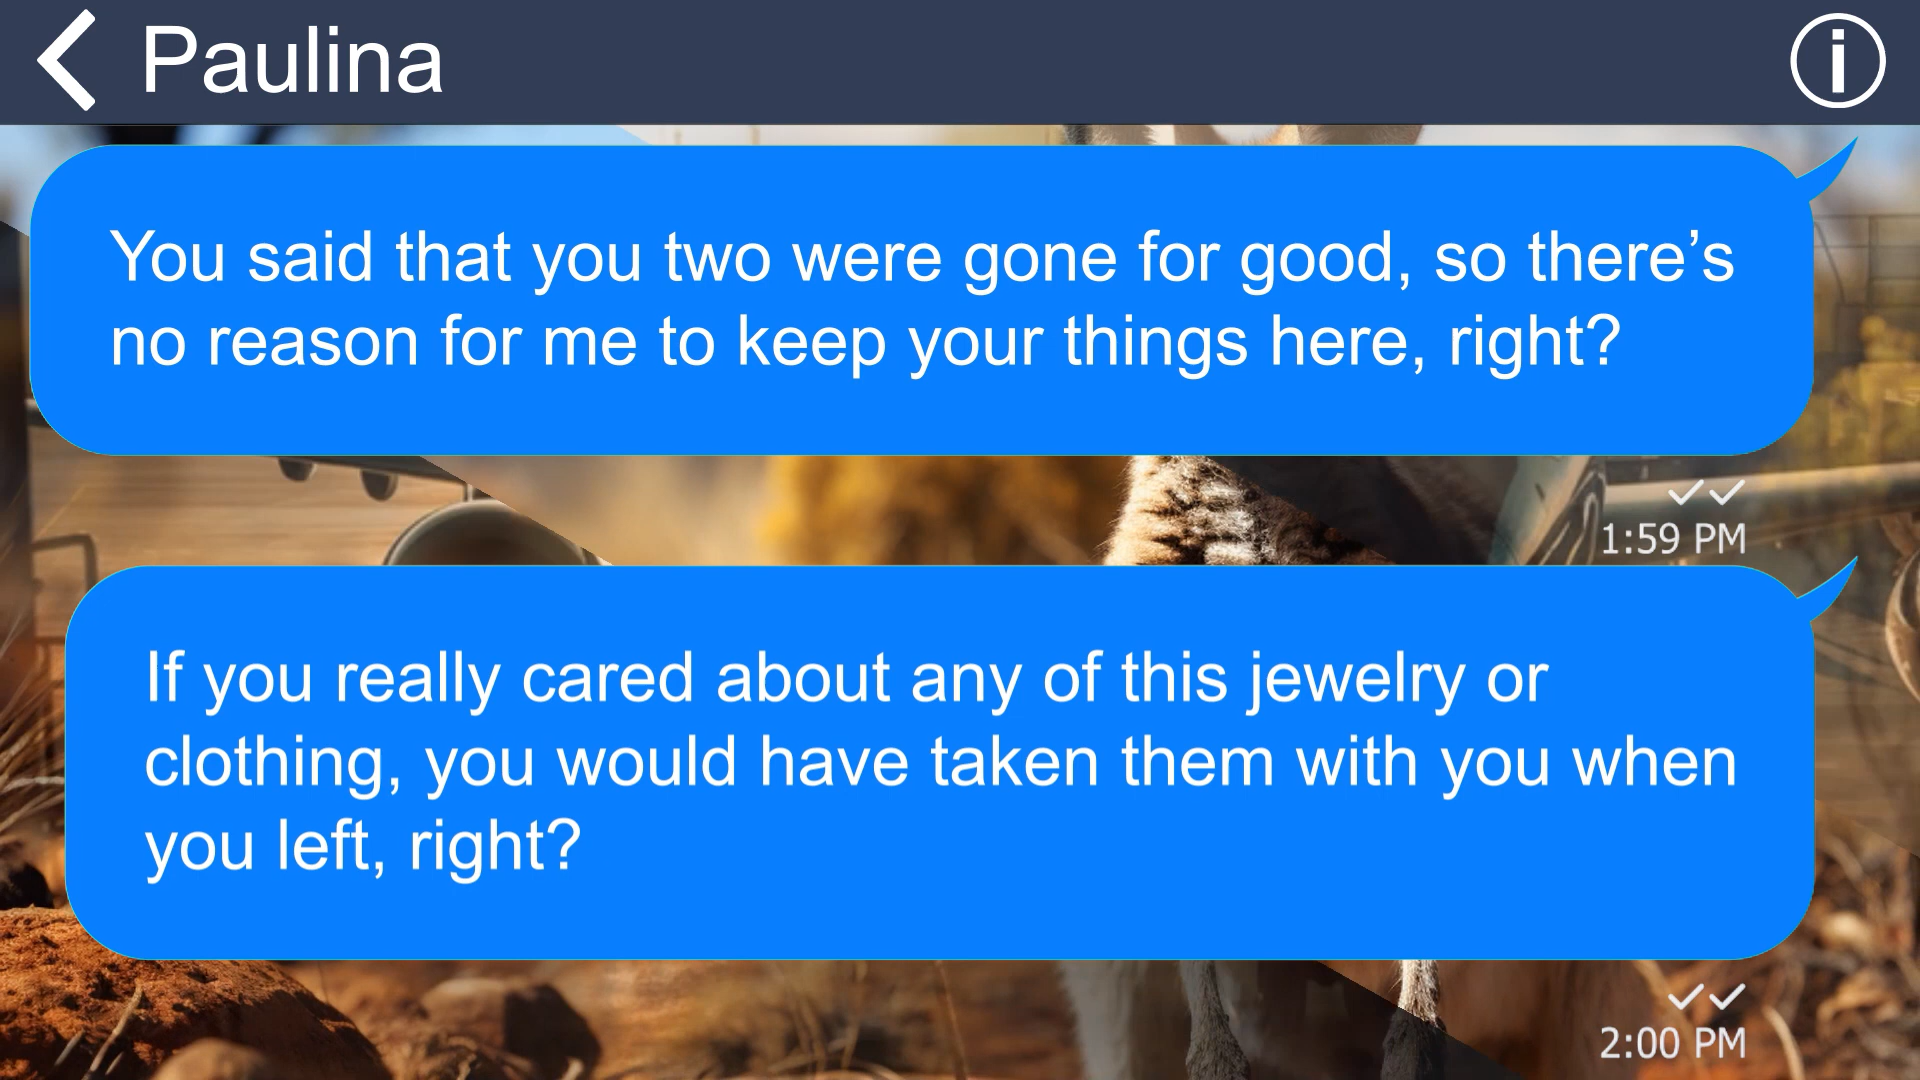 Paulina
You said that you two were gone for good, so there’s
no reason for me to keep your things here, right?
1:59 PM
If you really cared about any of this jewelry or
clothing, you would have taken them with you when
you left, right?
2:00 PM